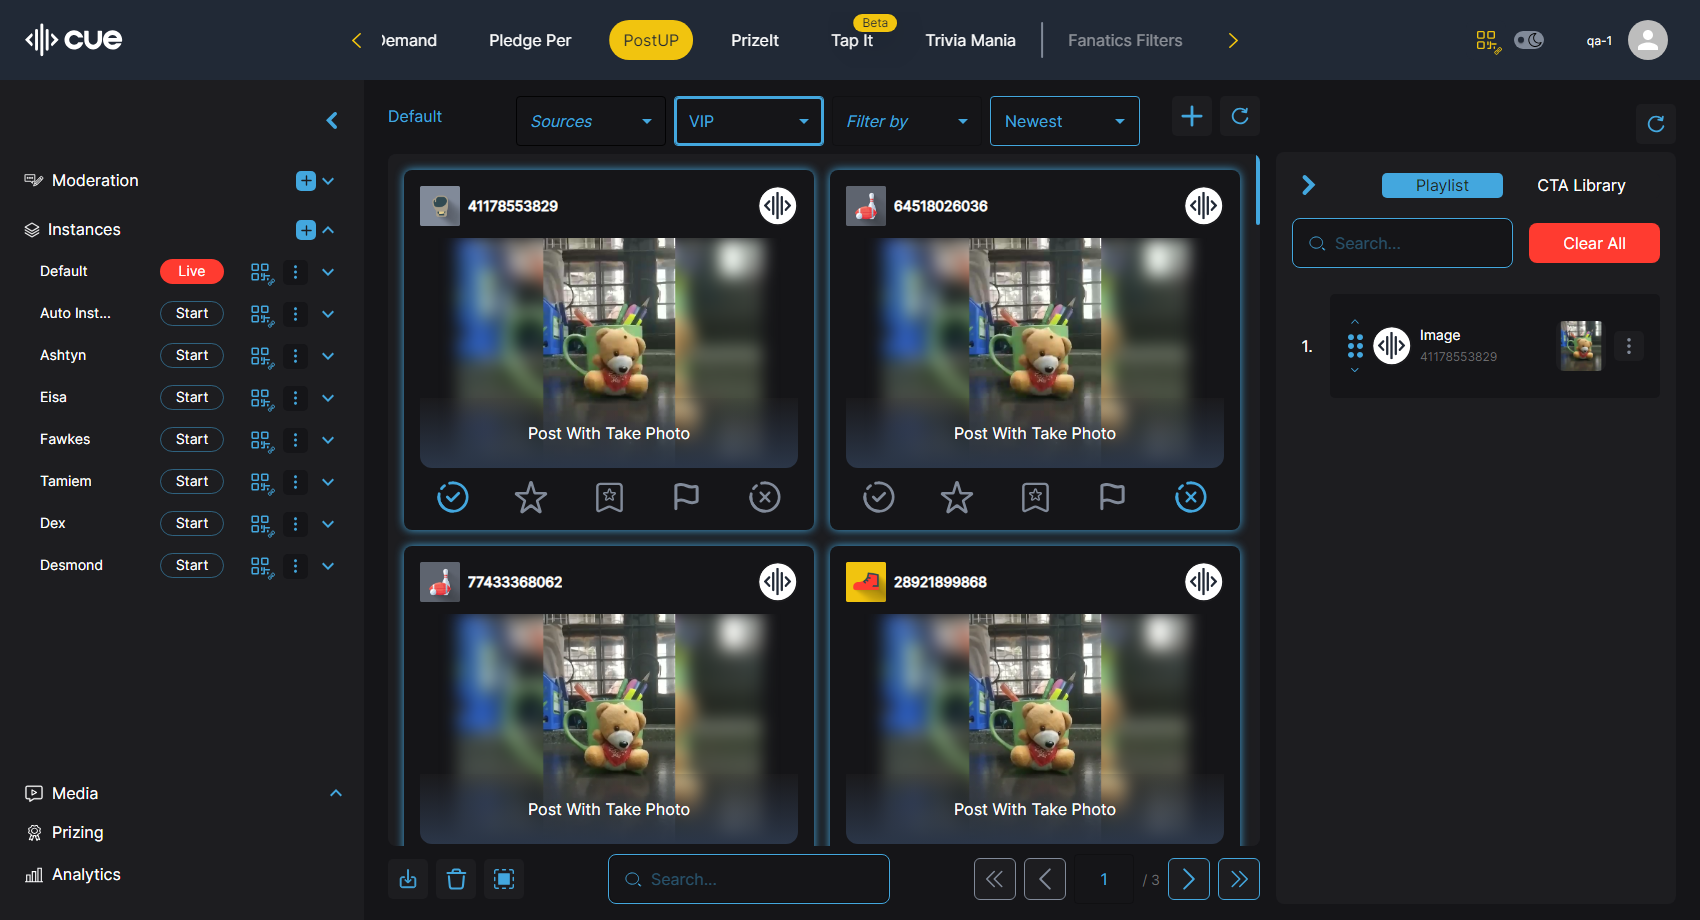 cue
Demand
Pledge Per
PostUP
PrizeIt
Beta
Tap It
Trivia Mania
Fanatics Filters
qa-1
Moderation
Instances
Default
Live
Auto Inst...
Start
Ashtyn
Start
Eisa
Start
Fawkes
Start
Tamiem
Start
Dex
Start
Desmond
Start
Media
Prizing
Analytics
Default
Sources
VIP
Filter by
Newest
41178553829
Post With Take Photo
64518026036
Post With Take Photo
77433368062
Post With Take Photo
28921899868
Post With Take Photo
Search...
1
/ 3
Playlist
CTA Library
Search...
Clear All
1.
Image
41178553829